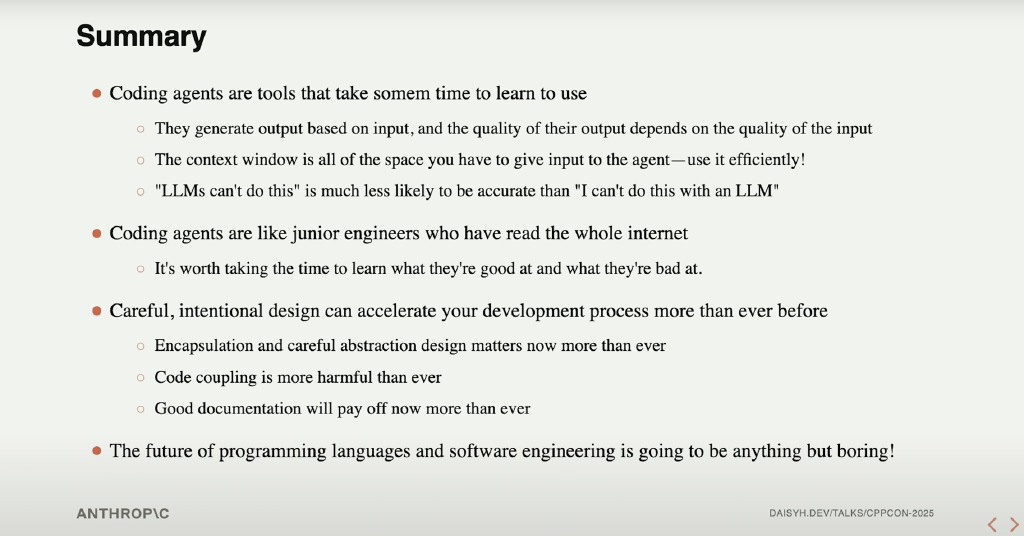 Summary
Coding agents are tools that take somem time to learn to use
They generate output based on input, and the quality of their output depends on the quality of the input
The context window is all of the space you have to give input to the agent—use it efficiently!
"LLMs can't do this" is much less likely to be accurate than "I can't do this with an LLM"
Coding agents are like junior engineers who have read the whole internet
It's worth taking the time to learn what they're good at and what they're bad at.
Careful, intentional design can accelerate your development process more than ever before
Encapsulation and careful abstraction design matters now more than ever
Code coupling is more harmful than ever
Good documentation will pay off now more than ever
The future of programming languages and software engineering is going to be anything but boring!
ANTHROP\C
DAISYH.DEV/TALKS/CPPCON-2025